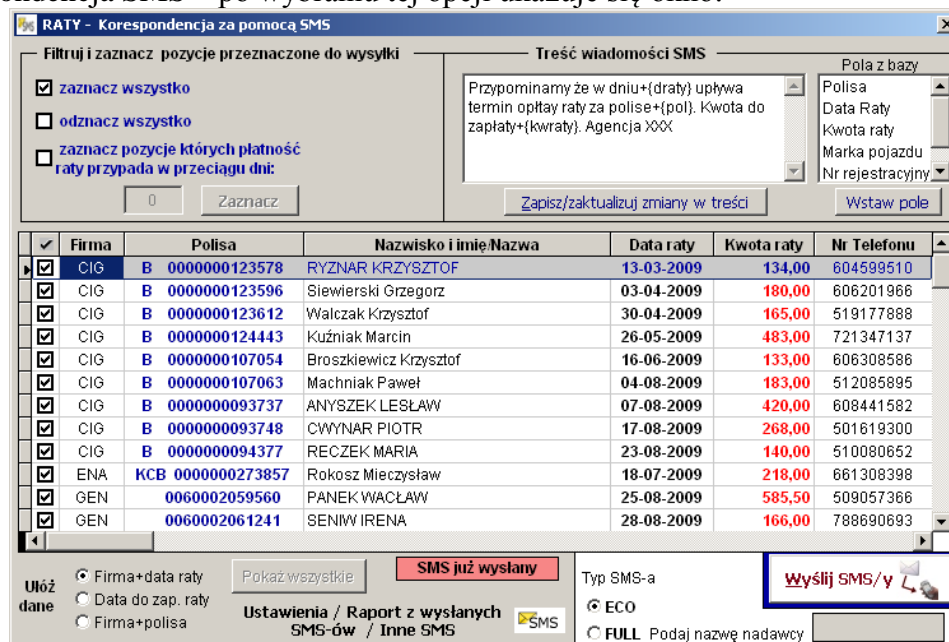 ondencja SMS – po wybraniu tej opcji ukazuje się okno:
RATY - Korespondencja za pomocą SMS
Filtruj i zaznacz pozycje przeznaczone do wysyłki
zaznacz wszystko
odznacz wszystko
zaznacz pozycje których płatność
raty przypada w przeciągu dni:
0 Zaznacz
Treść wiadomości SMS
Przypominamy że w dniu+{draty} upływa
termin opłtay raty za polise+{pol}. Kwota do
zapłaty+{kwraty}. Agencja XXX
Zapisz/zaktualizuj zmiany w treści
Pola z bazy
Polisa
Data Raty
Kwota raty
Marka pojazdu
Nr rejestracyjny
Wstaw pole
Firma Polisa Nazwisko i imię/Nazwa Data raty Kwota raty Nr Telefonu
CIG B 0000000123578 RYZNAR KRZYSZTOF 13-03-2009 134,00 604599510
CIG B 0000000123596 Siewierski Grzegorz 03-04-2009 180,00 606201966
CIG B 0000000123612 Walczak Krzysztof 30-04-2009 165,00 519177888
CIG B 0000000124443 Kuźniak Marcin 26-05-2009 483,00 721347137
CIG B 0000000107054 Broszkiewicz Krzysztof 16-06-2009 133,00 606308586
CIG B 0000000107063 Machniak Paweł 04-08-2009 183,00 512085895
CIG B 0000000093737 ANYSZEK LESŁAW 07-08-2009 420,00 608441582
CIG B 0000000093748 CWYNAR PIOTR 17-08-2009 268,00 501619300
CIG B 0000000094377 RECZEK MARIA 23-08-2009 140,00 510080652
ENA KCB 0000000273857 Rokosz Mieczysław 18-07-2009 218,00 661308398
GEN 0060002059560 PANEK WACŁAW 25-08-2009 585,50 509057366
GEN 0060002061241 SENIW IRENA 28-08-2009 166,00 788690693
Ułóż
dane
Firma+data raty
Data do zap. raty
Firma+polisa
Pokaż wszystkie
SMS już wysłany
Ustawienia / Raport z wysłanych
SMS-ów / Inne SMS
SMS
Typ SMS-a
ECO
FULL Podaj nazwę nadawcy
Wyślij SMS/y